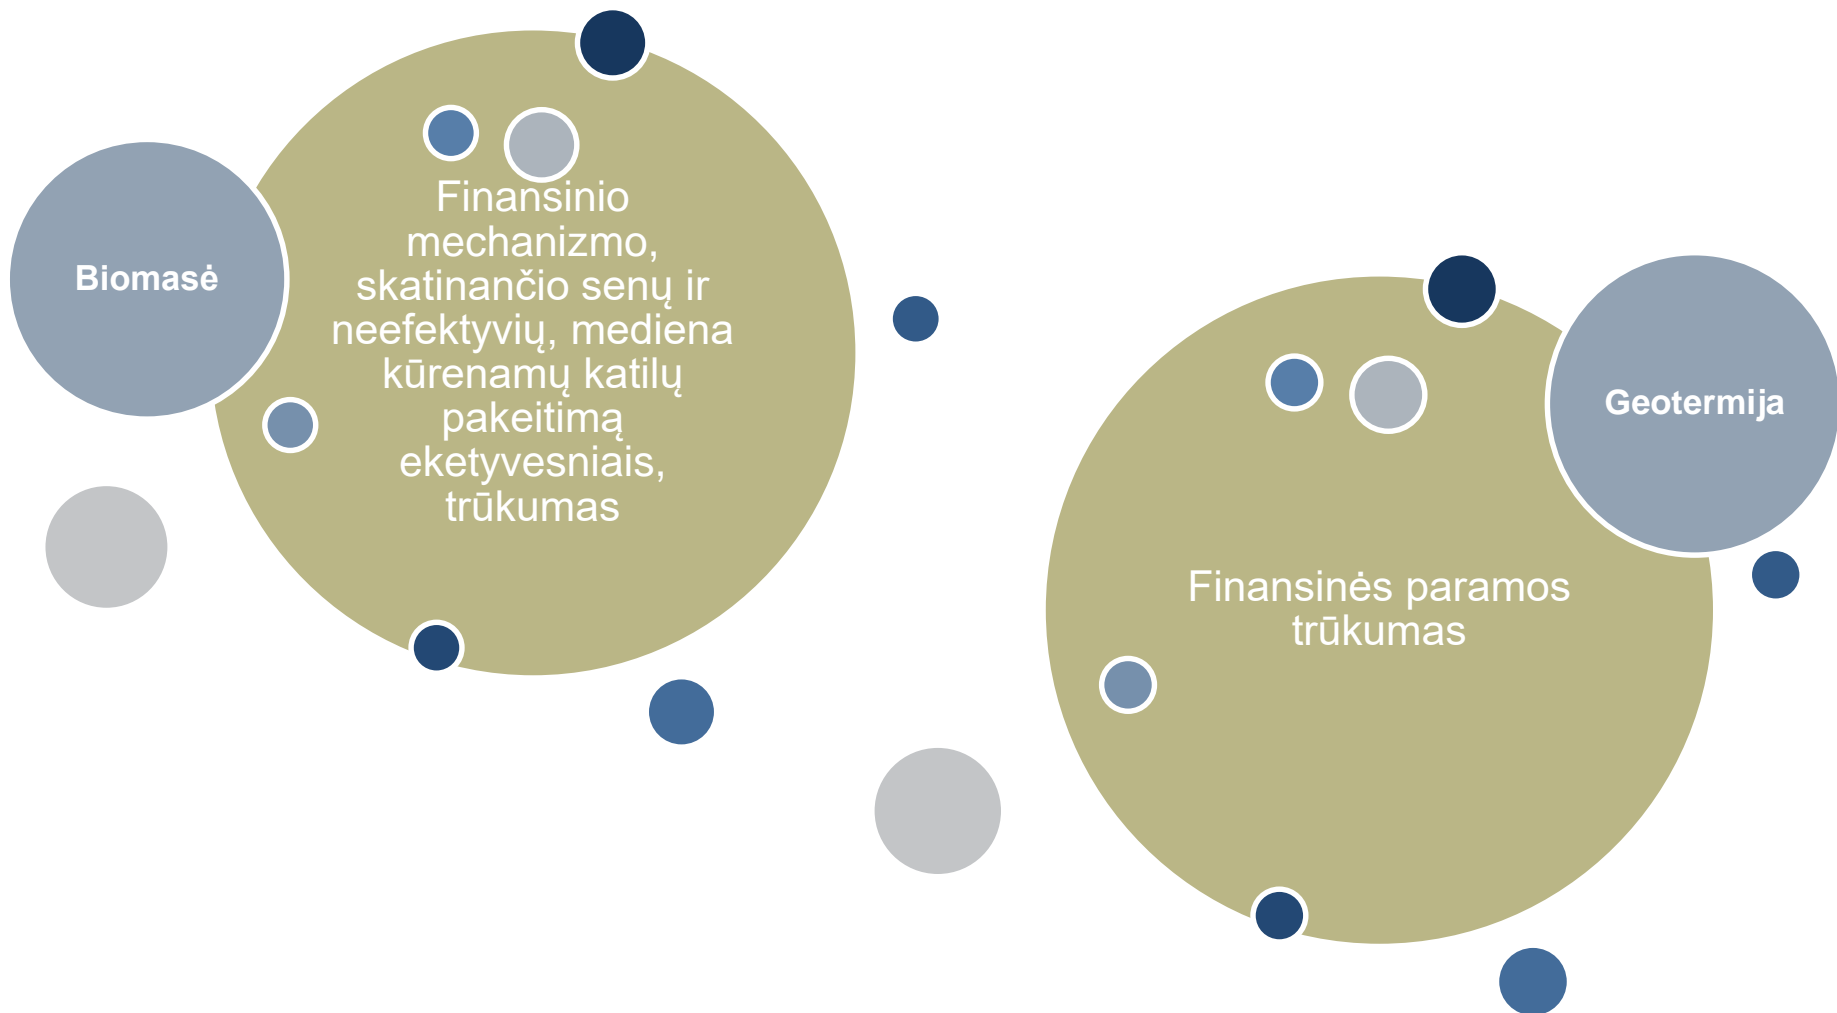 Biomasė
Finansinio
mechanizmo,
skatinančio senų ir
neefektyvių, mediena
kūrenamų katilų
pakeitimą
eketyvesniais,
trūkumas
Geotermija
Finansinės paramos
trūkumas